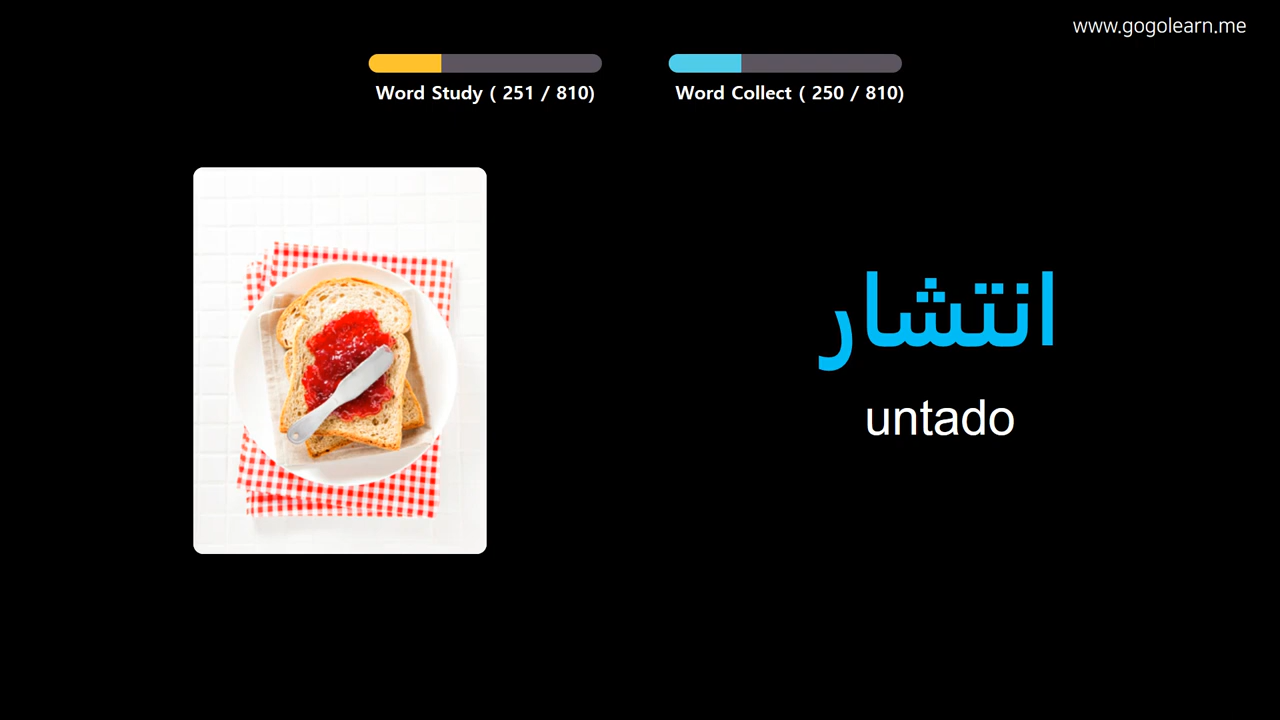 www.gogolearn.me
Word Study ( 251 / 810)
Word Collect ( 250 / 810)
انتشار
untado